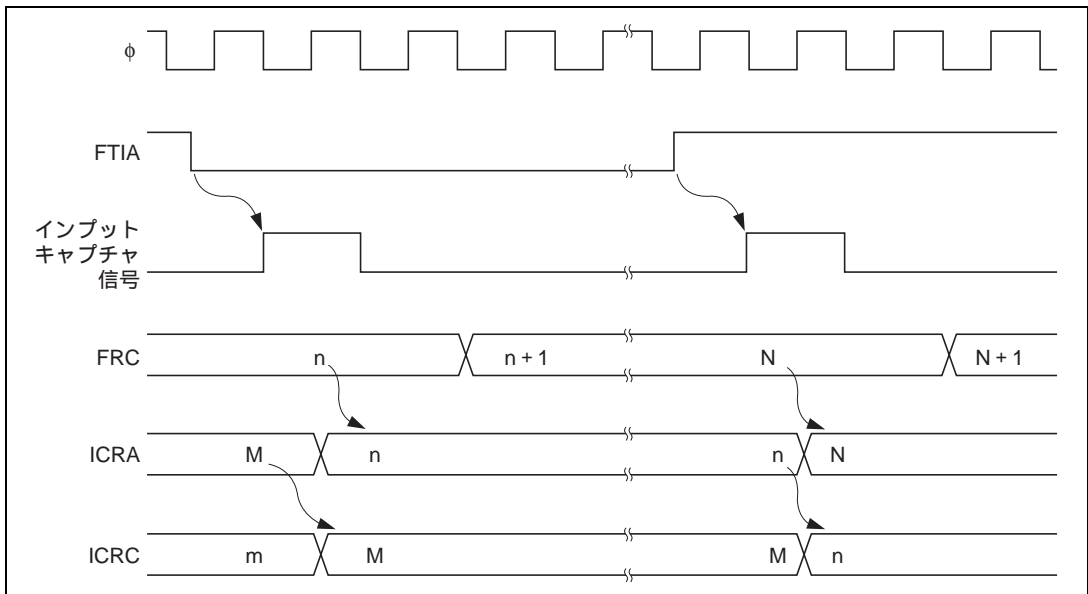 φ
FTIA
インプット
キャプチャ
信号
FRC n n + 1 N N + 1
ICRA M n n N
ICRC m M M n